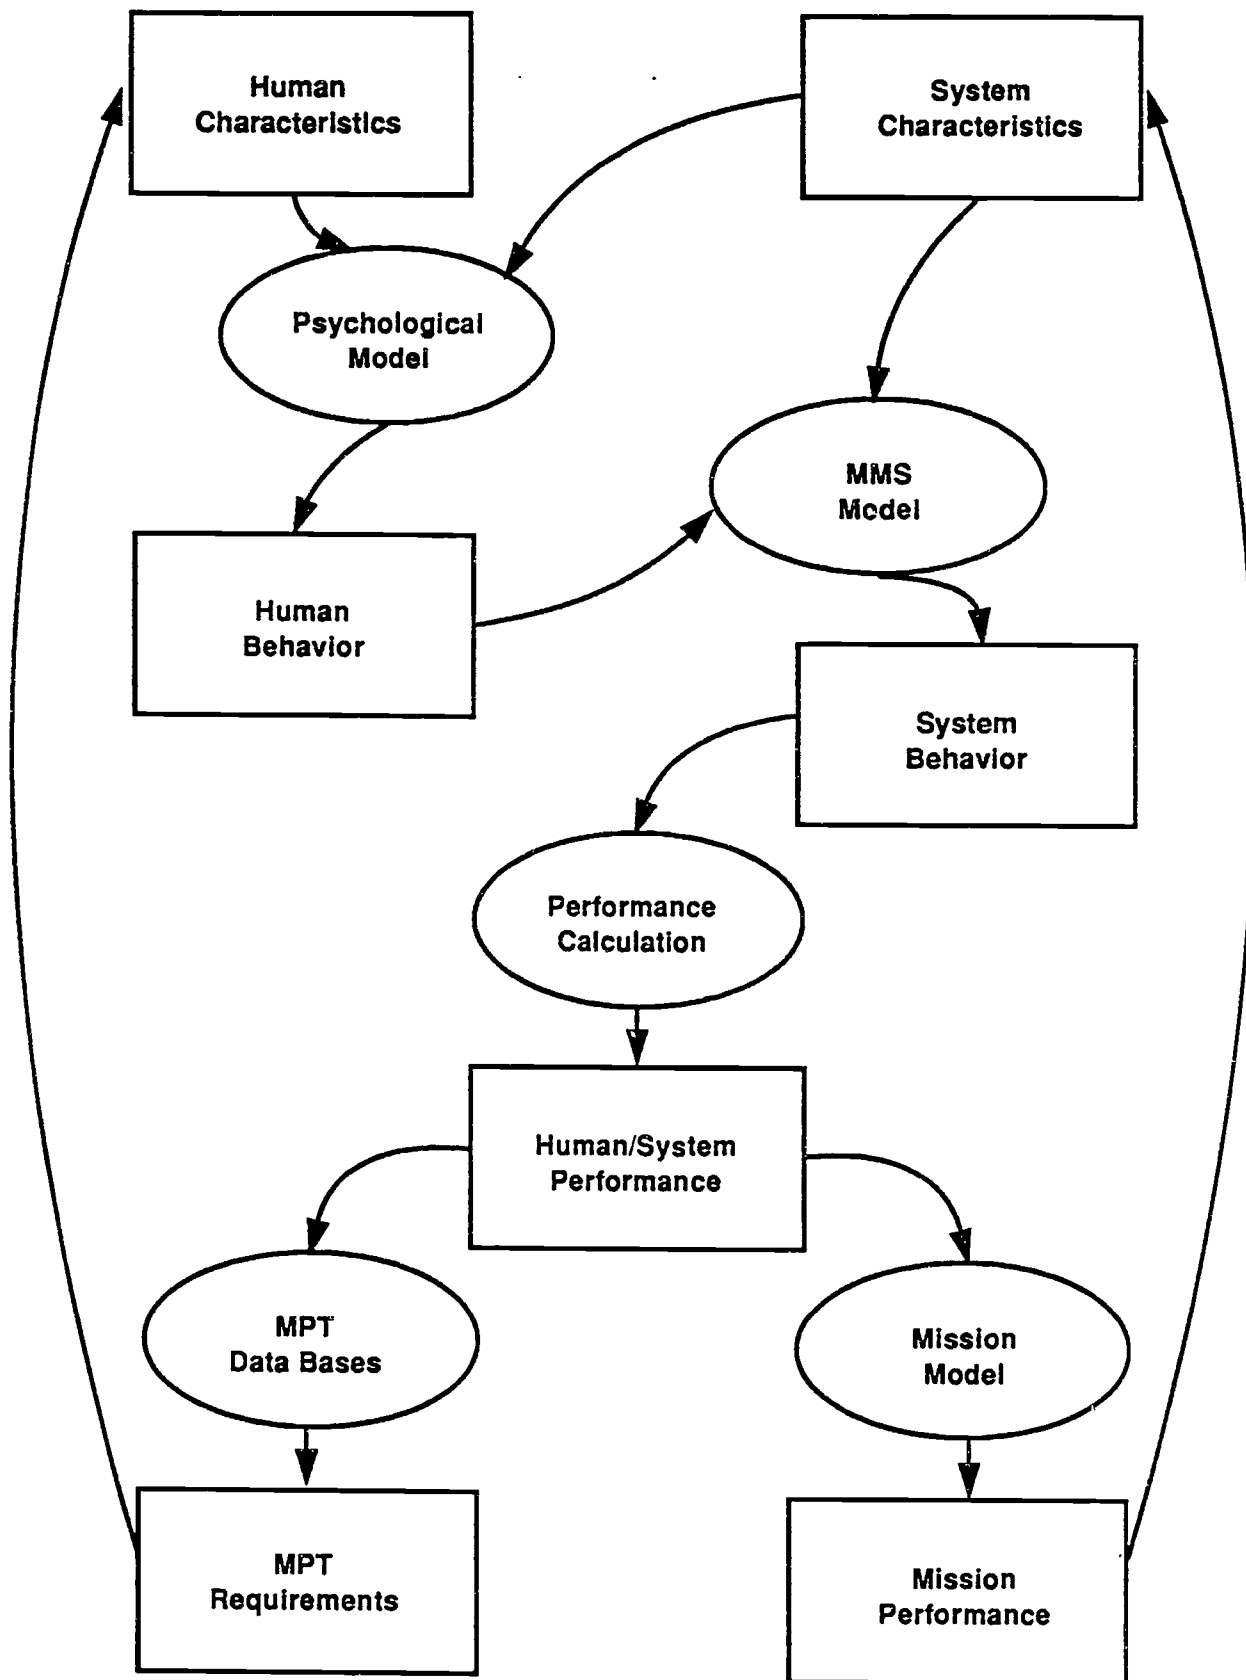 Human
Characteristics
System
Characteristics
Psychological
Model
MMS
Model
Human
Behavior
System
Behavior
Performance
Calculation
Human/System
Performance
MPT
Data Bases
Mission
Model
MPT
Requirements
Mission
Performance